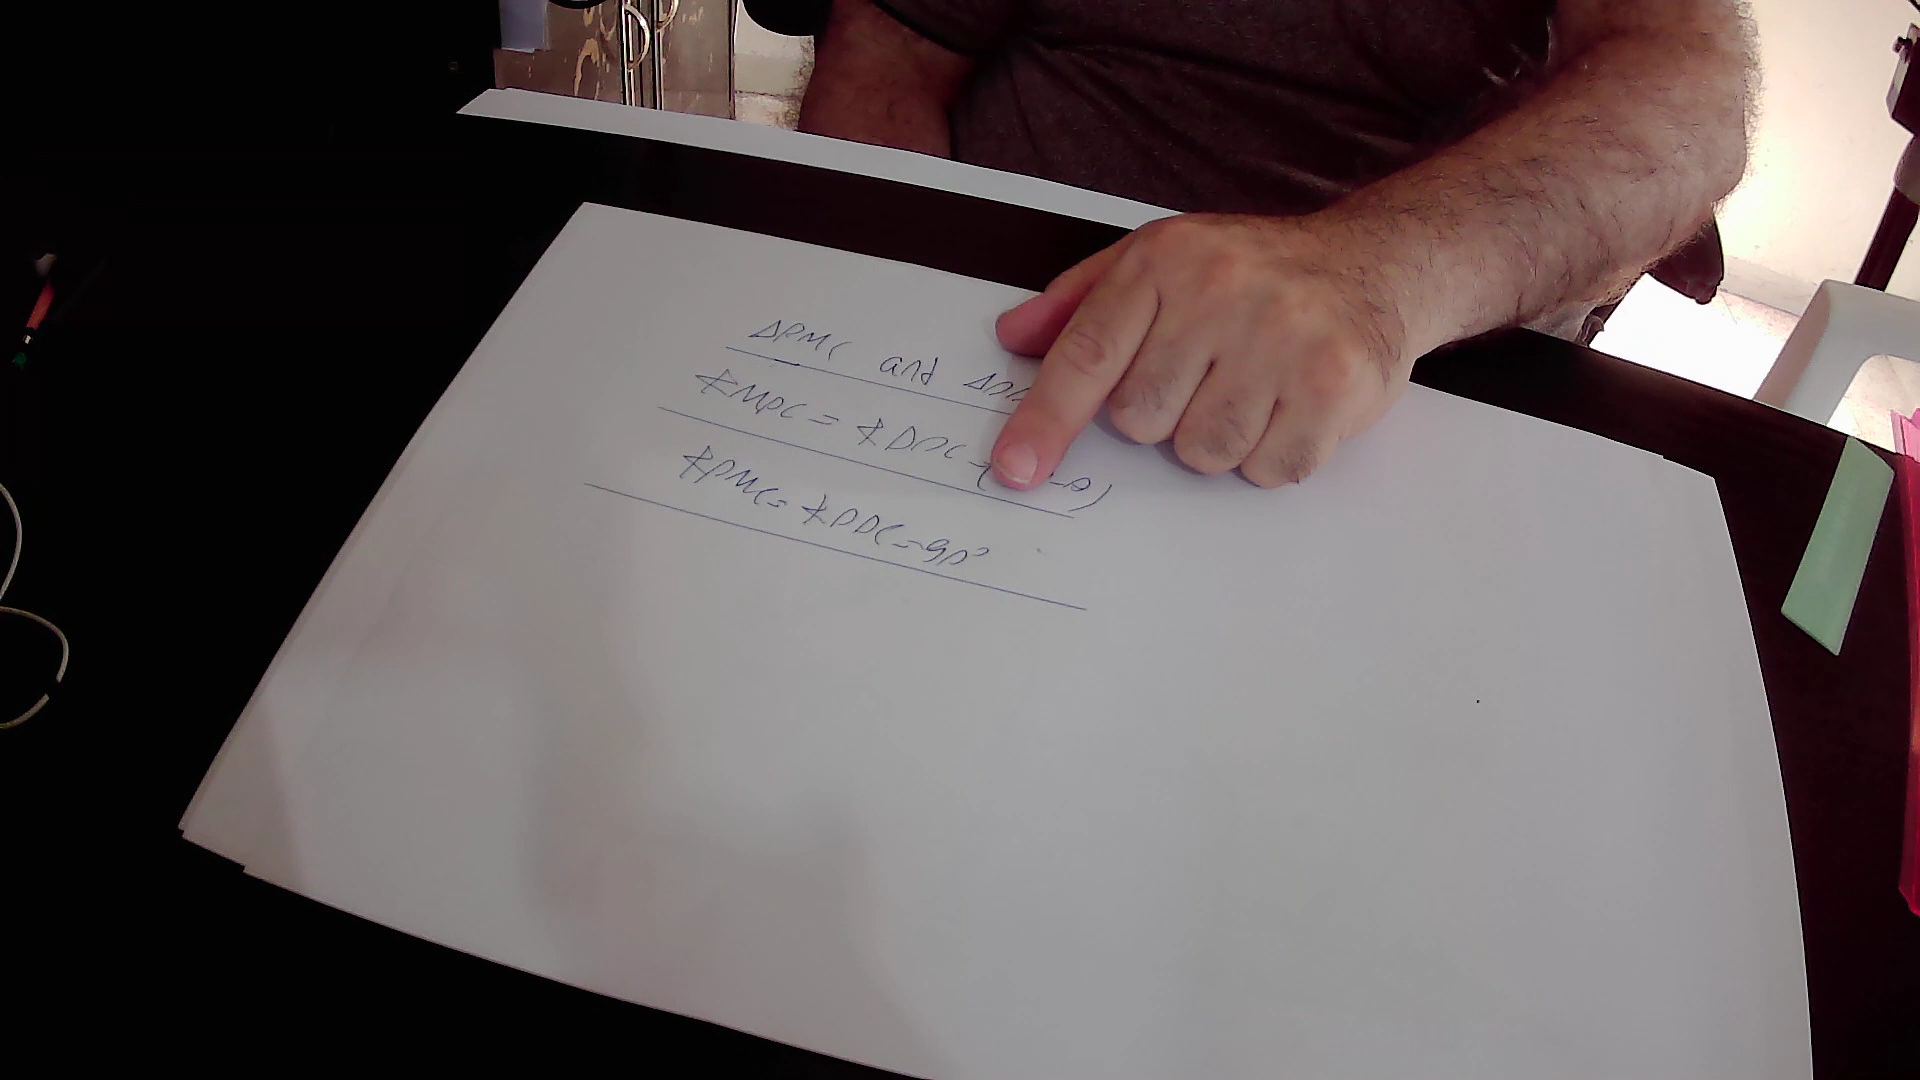 ΔPMC and Δ
∢MPC = ∢DPC
∢PMC = ∢PDC = 90°